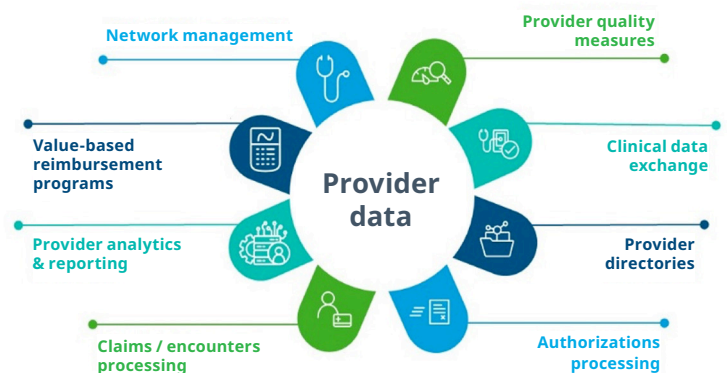 Provider quality
measures
Network management
Value-based
reimbursement
programs
Clinical data
exchange
Provider
data
Provider analytics
& reporting
Provider
directories
Claims / encounters
processing
Authorizations
processing